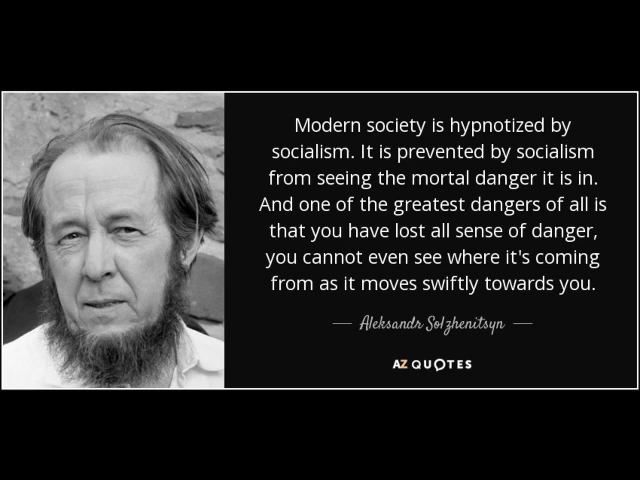 Modern society is hypnotized by
socialism. It is prevented by socialism
from seeing the mortal danger it is in.
And one of the greatest dangers of all is
that you have lost all sense of danger,
you cannot even see where it's coming
from as it moves swiftly towards you.
Aleksandr Solzhenitsyn
AZ QUOTES